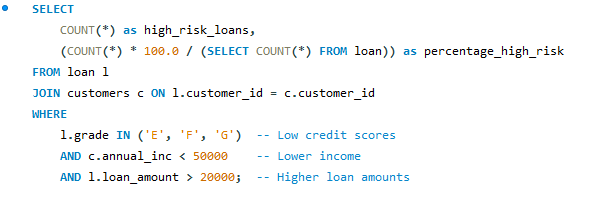 SELECT
    COUNT(*) as high_risk_loans,
    (COUNT(*) * 100.0 / (SELECT COUNT(*) FROM loan)) as percentage_high_risk
FROM loan l
JOIN customers c ON l.customer_id = c.customer_id
WHERE
    l.grade IN ('E', 'F', 'G')  -- Low credit scores
    AND c.annual_inc < 50000    -- Lower income
    AND l.loan_amount > 20000;  -- Higher loan amounts